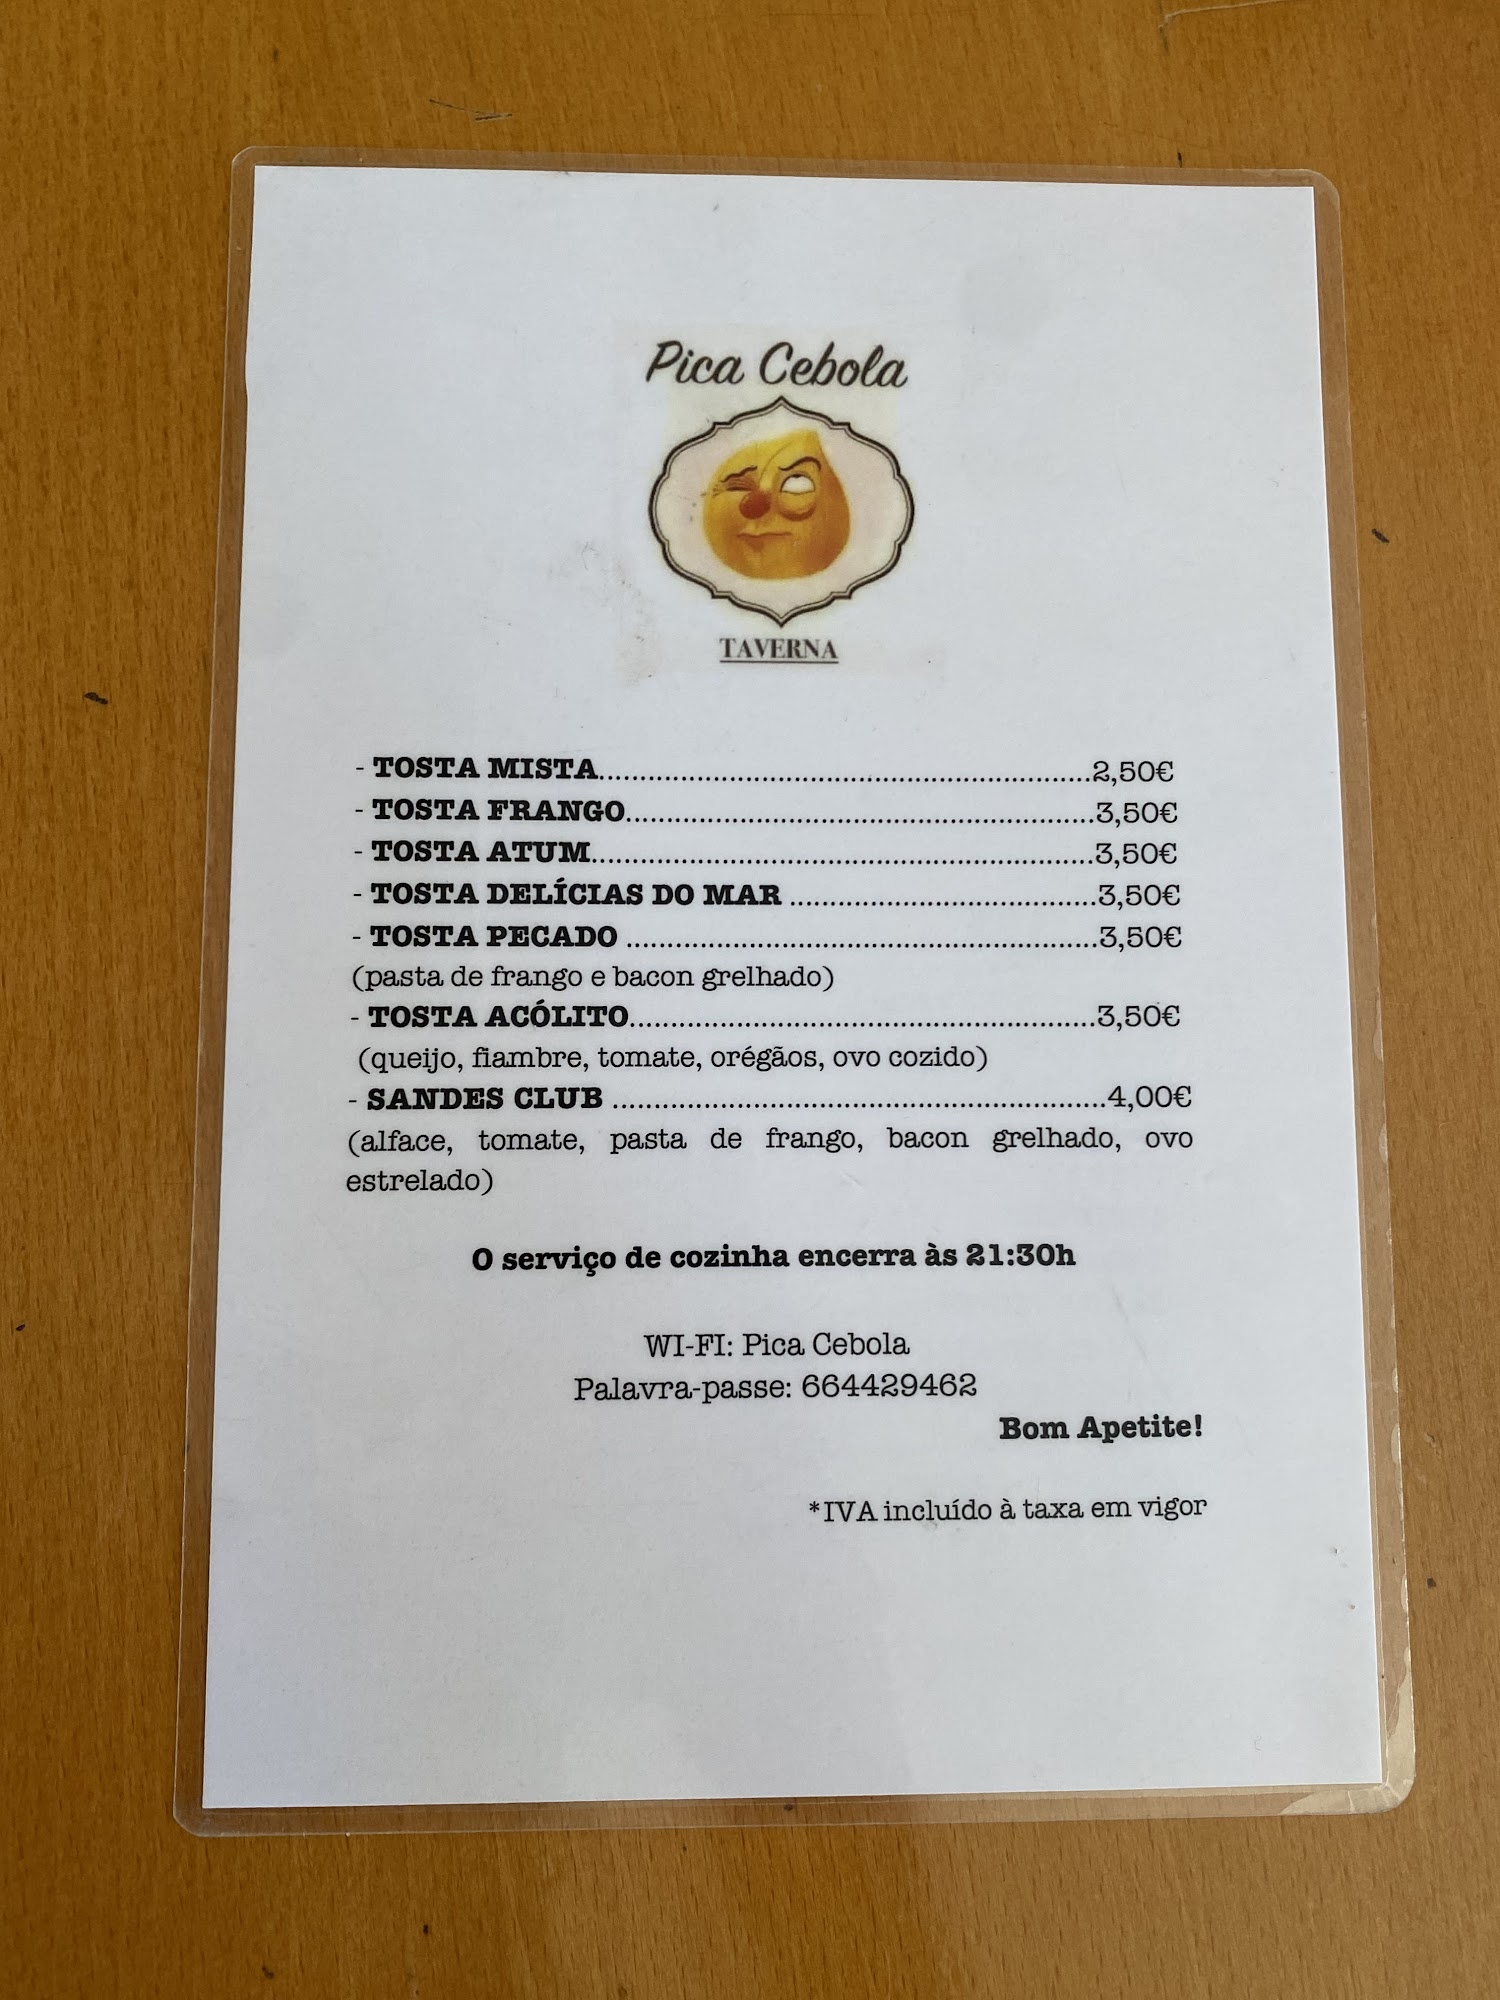 Pica Cebola
TAVERNA
- TOSTA MISTA............................................................2,50€
- TOSTA FRANGO.........................................................3,50€
- TOSTA ATUM.............................................................3,50€
- TOSTA DELÍCIAS DO MAR .....................................3,50€
- TOSTA PECADO .........................................................3,50€
(pasta de frango e bacon grelhado)
- TOSTA ACÓLITO........................................................3,50€
(queijo, fiambre, tomate, orégãos, ovo cozido)
- SANDES CLUB ............................................................4,00€
(alface, tomate, pasta de frango, bacon grelhado, ovo
estrelado)
O serviço de cozinha encerra às 21:30h
WI-FI: Pica Cebola
Palavra-passe: 664429462
Bom Apetite!
*IVA incluído à taxa em vigor